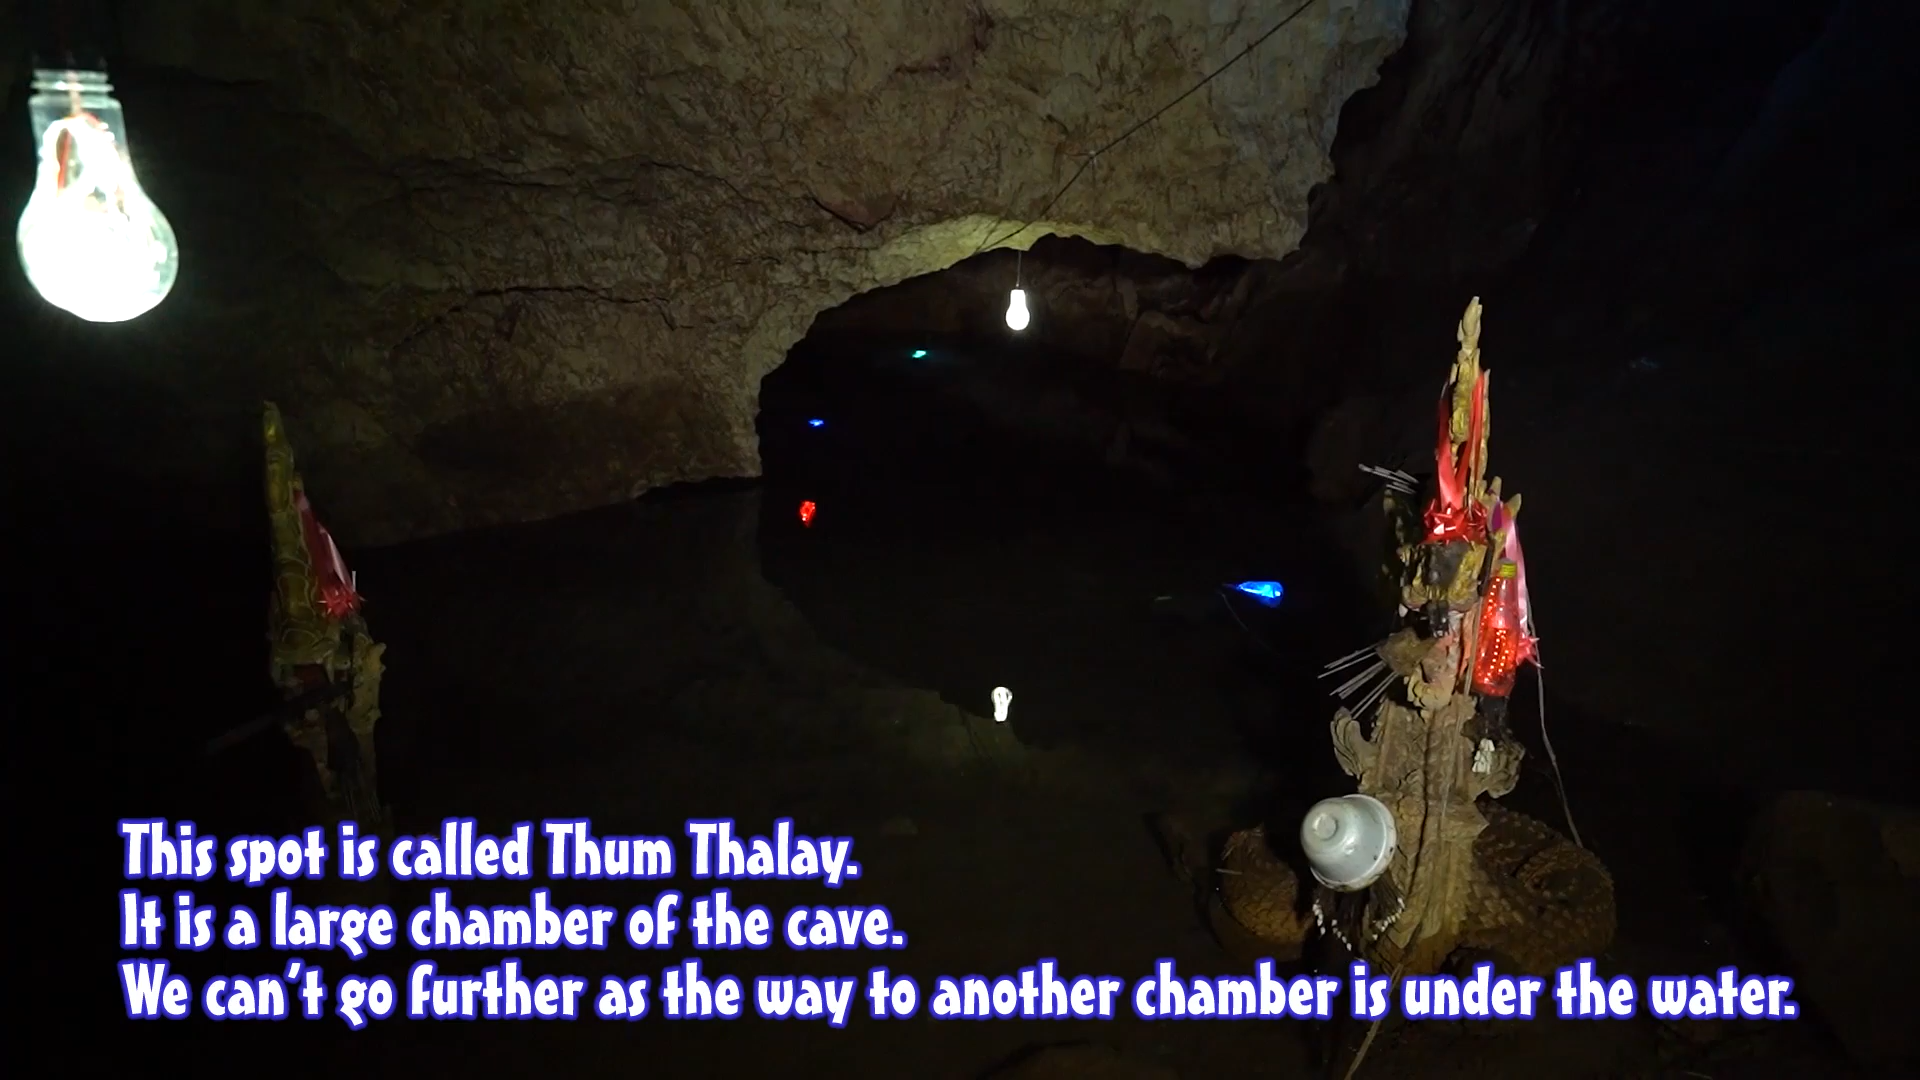 This spot is called Thum Thalay.
It is a large chamber of the cave.
We can't go further as the way to another chamber is under the water.